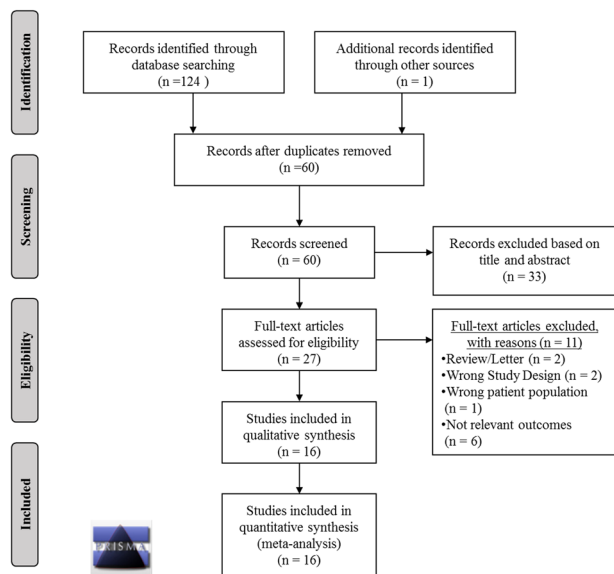 Identification
Records identified through
database searching
(n =124 )
Additional records identified
through other sources
(n = 1)
Records after duplicates removed
(n =60)
Screening
Records screened
(n = 60)
Records excluded based on
title and abstract
(n = 33)
Eligibility
Full-text articles
assessed for eligibility
(n = 27)
Full-text articles excluded,
with reasons (n = 11)
•Review/Letter (n = 2)
•Wrong Study Design (n = 2)
•Wrong patient population
(n = 1)
•Not relevant outcomes
(n = 6)
Studies included in
qualitative synthesis
(n = 16)
Included
Studies included in
quantitative synthesis
(meta-analysis)
(n = 16)
PRISMA